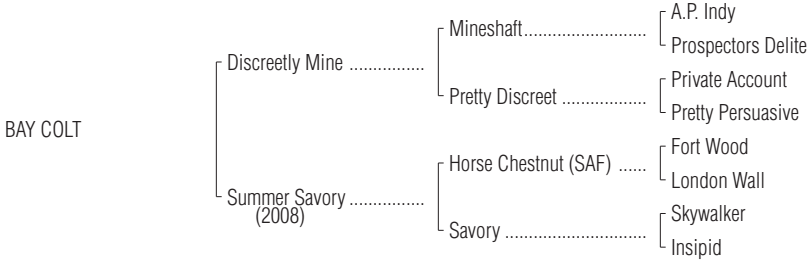 A.P. Indy
Mineshaft..........................
Prospectors Delite
Discreetly Mine ................
Private Account
Pretty Discreet ..................
Pretty Persuasive
BAY COLT
Fort Wood
Horse Chestnut (SAF) ......
London Wall
Summer Savory ................
(2008)
Skywalker
Savory ..............................
Insipid